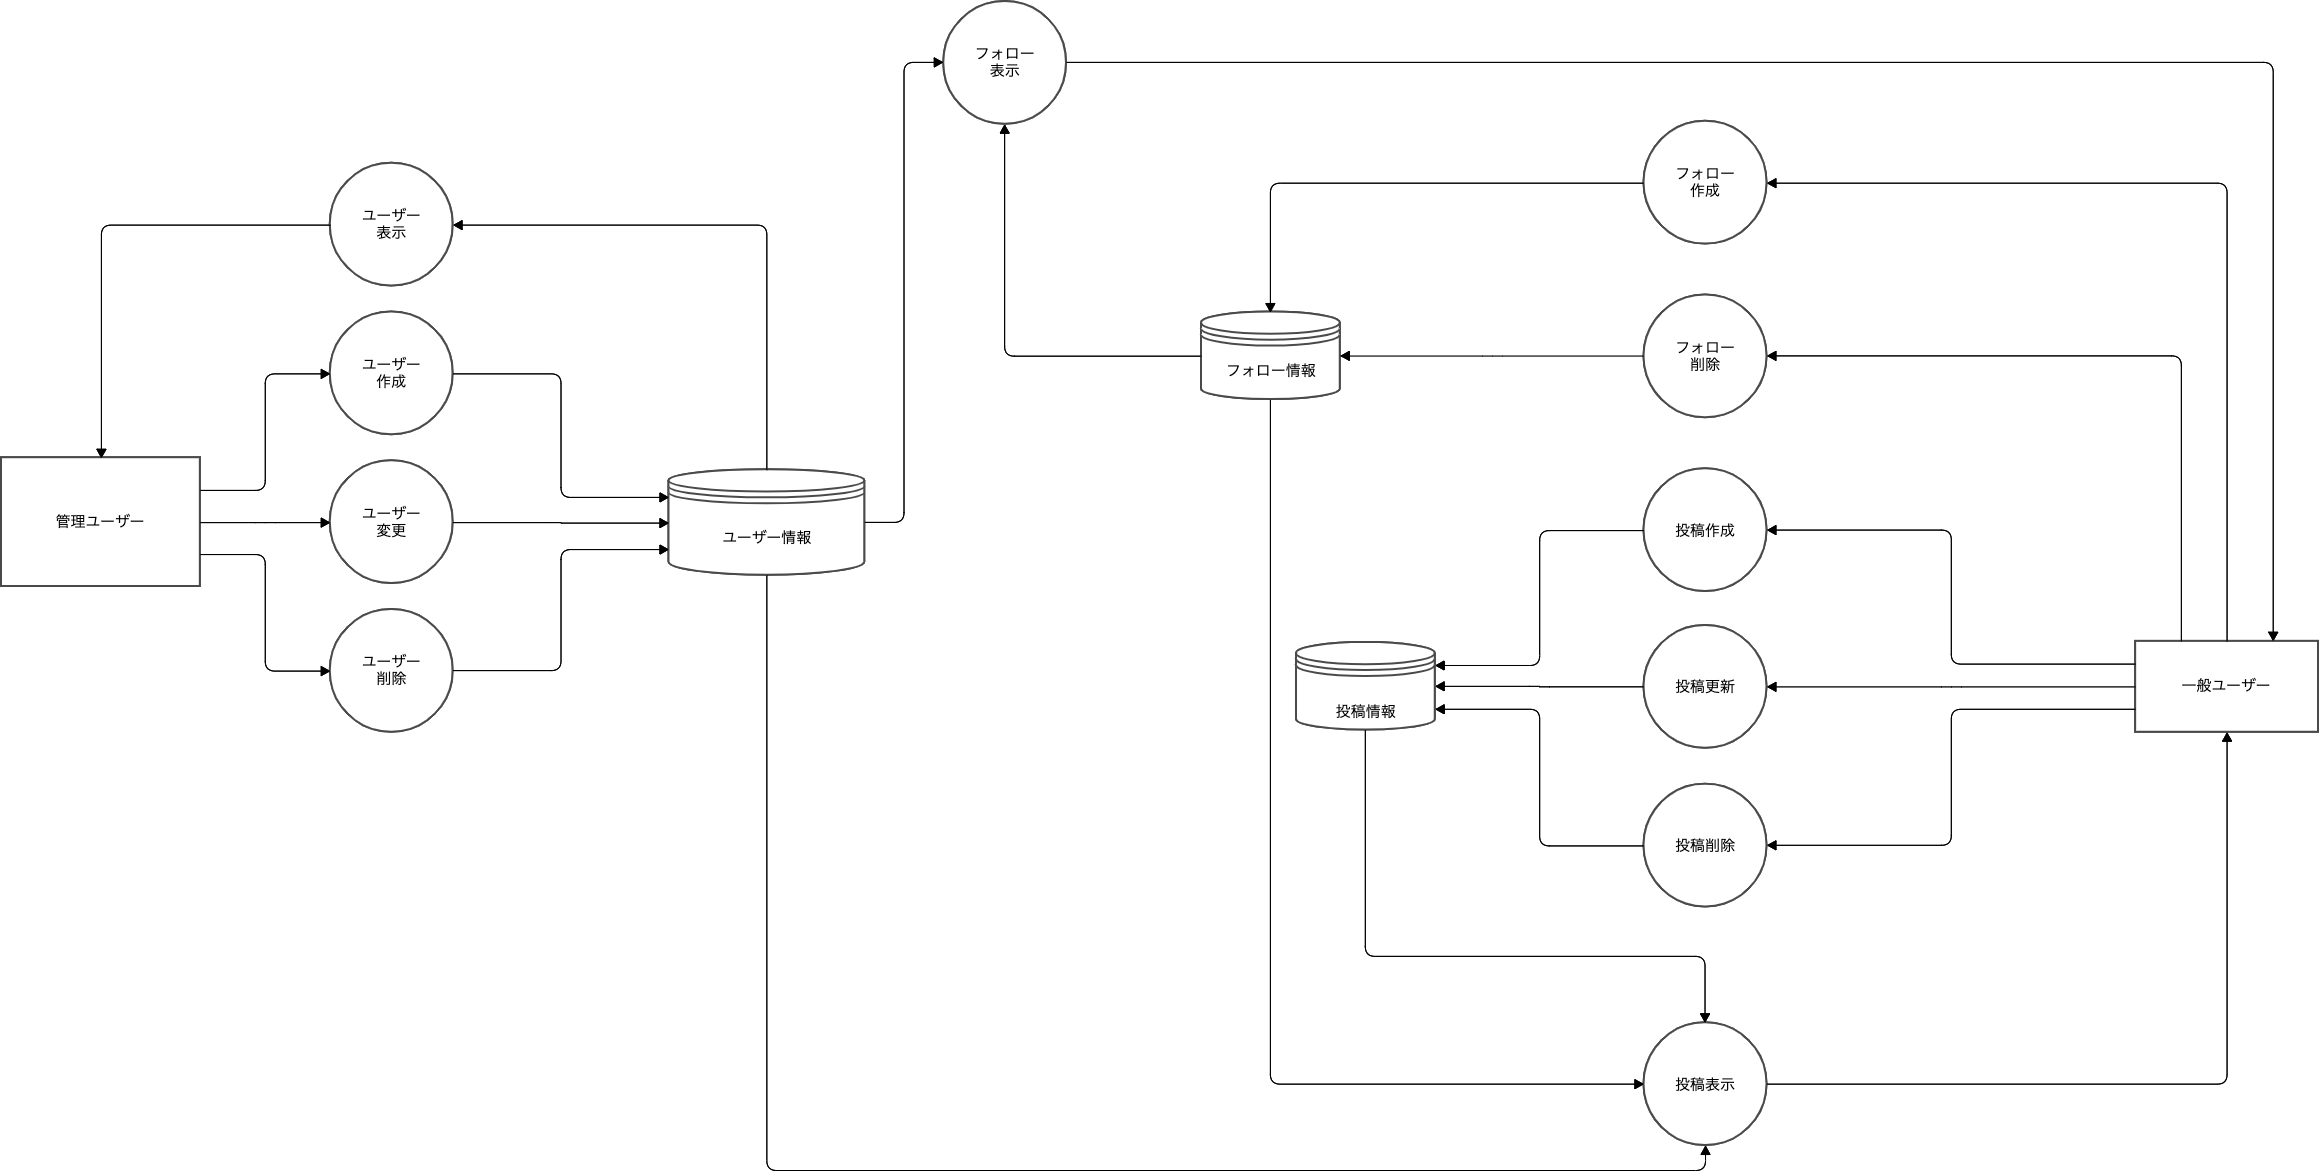 フォロー
表示
フォロー
作成
ユーザー
表示
ユーザー
作成
フォロー情報
フォロー
削除
管理ユーザー
ユーザー
変更
ユーザー情報
投稿作成
ユーザー
削除
投稿情報
投稿更新
一般ユーザー
投稿削除
投稿表示